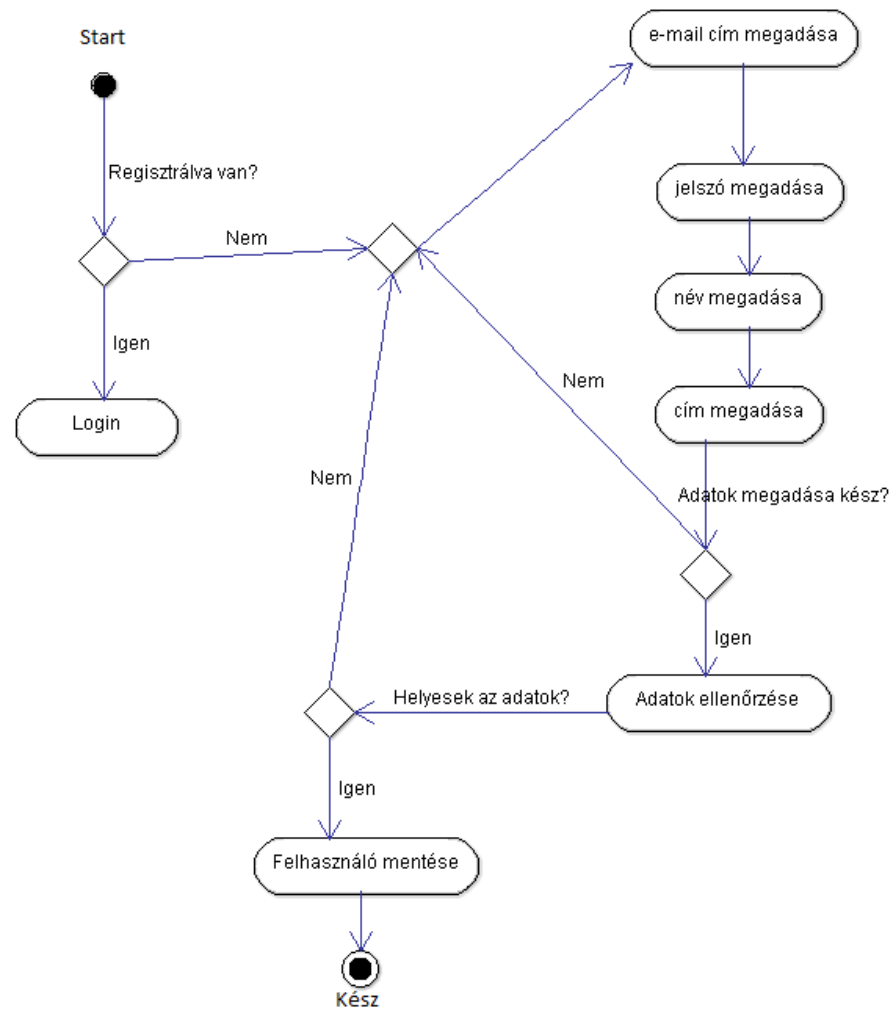 Start
e-mail cím megadása
Regisztrálva van?
jelszó megadása
Nem
név megadása
Igen
Nem
Login
cím megadása
Nem
Adatok megadása kész?
Igen
Helyesek az adatok?
Adatok ellenőrzése
Igen
Felhasználó mentése
Kész